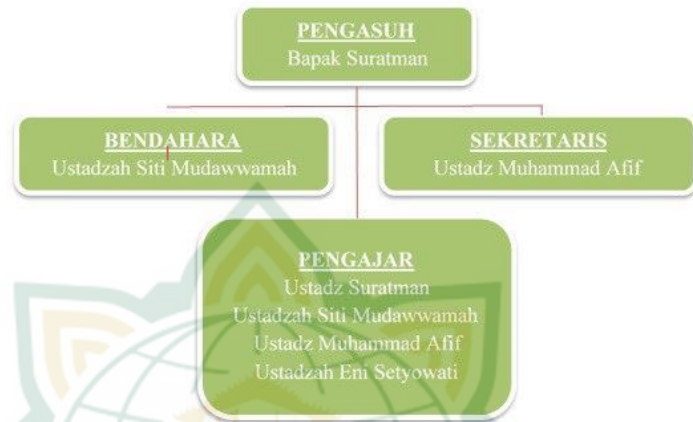 PENGASUH
Bapak Suratman
BENDAHARA
Ustadzah Siti Mudawwamah
SEKRETARIS
Ustadz Muhammad Afif
PENGAJAR
Ustadz Suratman
Ustadzah Siti Mudawwamah
Ustadz Muhammad Afif
Ustadzah Eni Setyowati